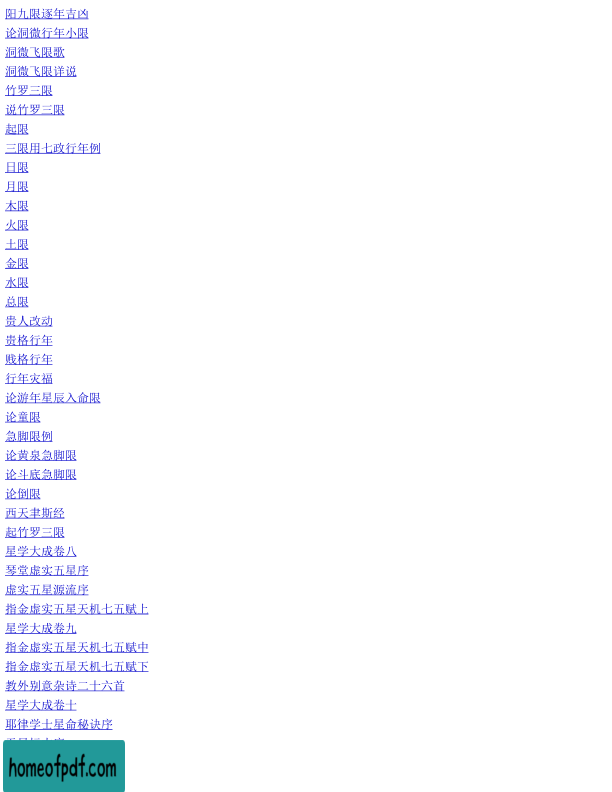 阳九限逐年吉凶
论洞微行年小限
洞微飞限歌
洞微飞限详说
竹罗三限
说竹罗三限
起限
三限用七政行年例
日限
月限
木限
火限
土限
金限
水限
总限
贵人改动
贵格行年
贱格行年
行年灾福
论游年星辰入命限
论童限
急脚限例
论黄泉急脚限
论斗底急脚限
论倒限
西天聿斯经
起竹罗三限
星学大成卷八
琴堂虚实五星序
虚实五星源流序
指金虚实五星天机七五赋上
星学大成卷九
指金虚实五星天机七五赋中
指金虚实五星天机七五赋下
教外别意杂诗二十六首
星学大成卷十
耶律学士星命秘诀序
homeofpdf.com